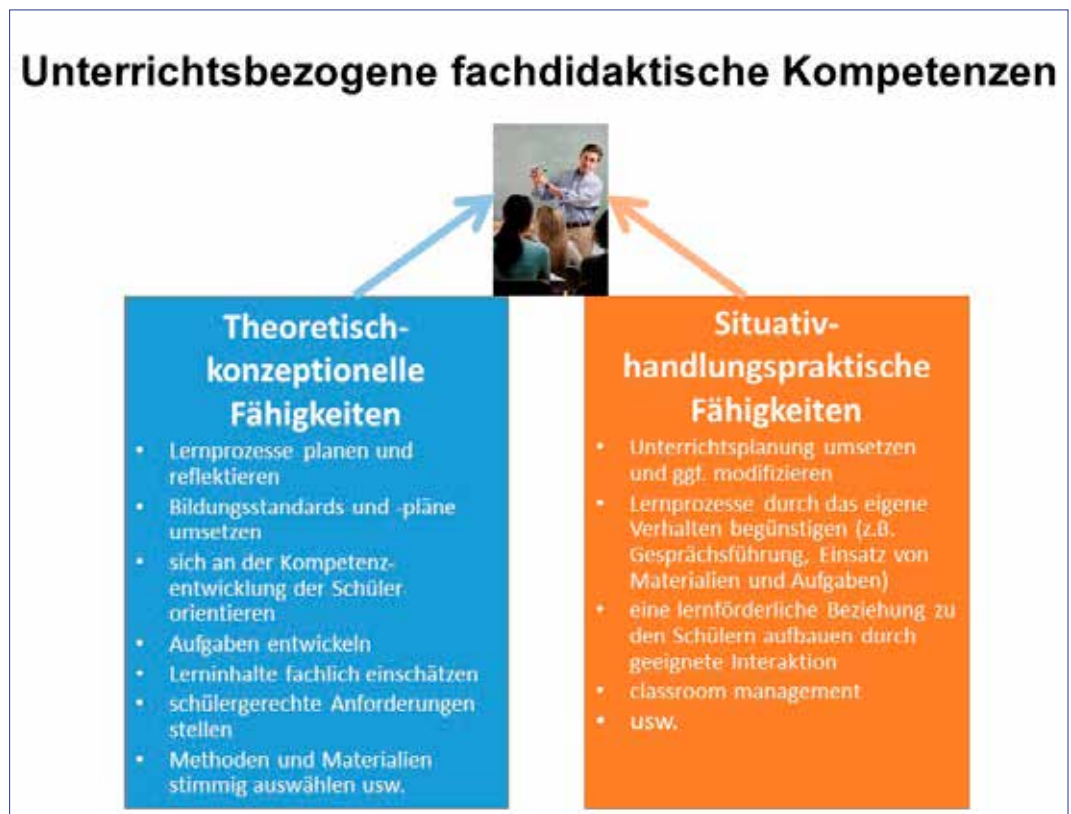 Unterrichtsbezogene fachdidaktische Kompetenzen
Theoretisch-
konzeptionelle
Fähigkeiten
• Lernprozesse planen und
reflektieren
• Bildungsstandards und -pläne
umsetzen
• sich an der Kompetenz-
entwicklung der Schüler
orientieren
• Aufgaben entwickeln
• Lerninhalte fachlich einschätzen
• schülergerechte Anforderungen
stellen
• Methoden und Materialien
stimmig auswählen usw.
Situativ-
handlungspraktische
Fähigkeiten
• Unterrichtsplanung umsetzen
und ggf. modifizieren
• Lernprozesse durch das eigene
Verhalten begünstigen (z.B.
Gesprächsführung, Einsatz von
Materialien und Aufgaben)
• eine lernförderliche Beziehung zu
den Schülern aufbauen durch
geeignete Interaktion
• classroom management
• usw.